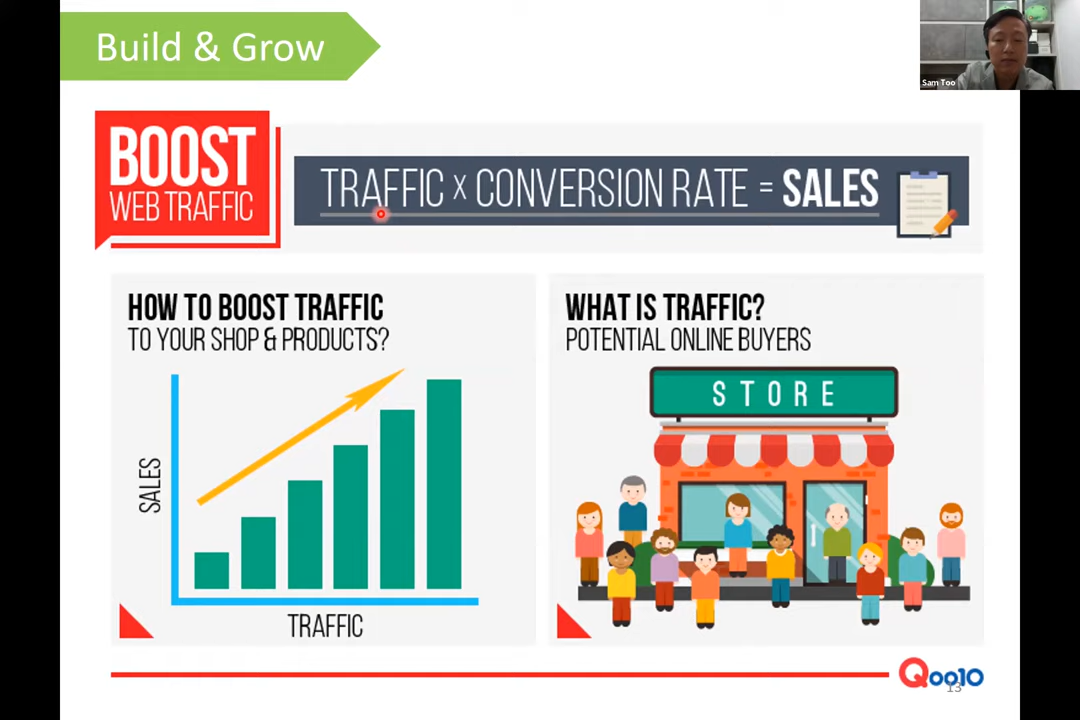 Build & Grow
Sam Too
BOOST
WEB TRAFFIC
TRAFFIC x CONVERSION RATE = SALES
HOW TO BOOST TRAFFIC
TO YOUR SHOP & PRODUCTS?
SALES
TRAFFIC
WHAT IS TRAFFIC?
POTENTIAL ONLINE BUYERS
STORE
Qoo10
13